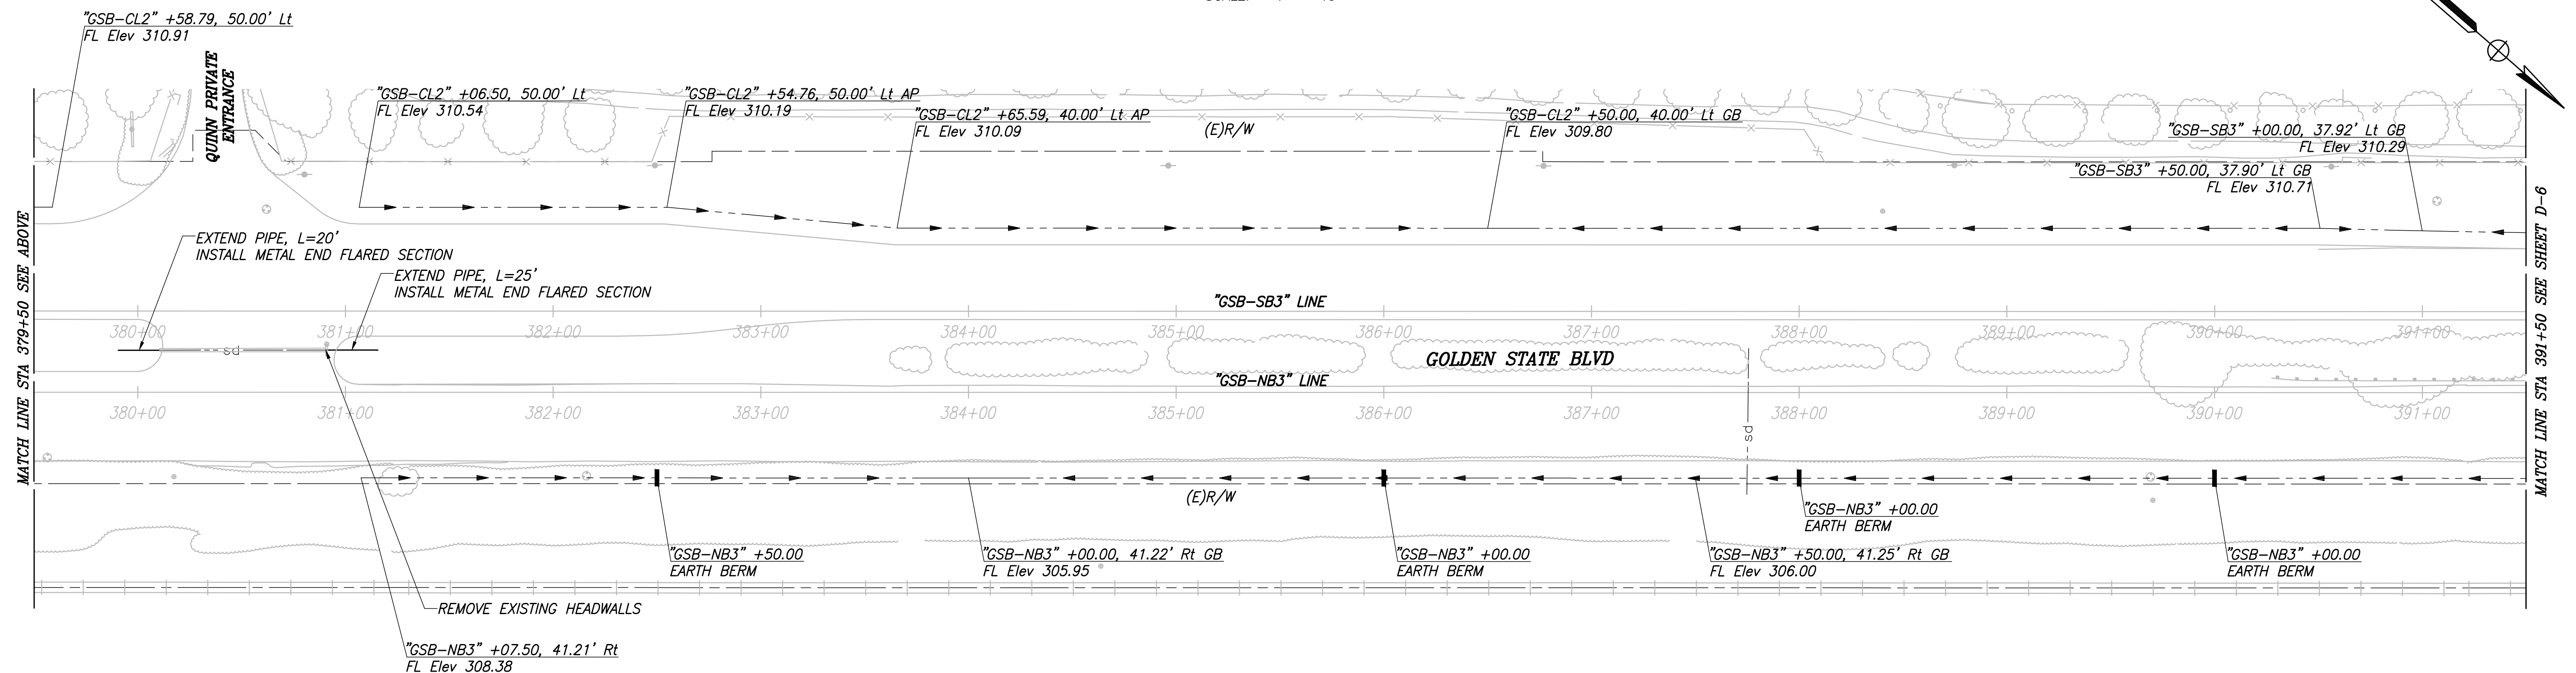 "GSB-CL2" +58.79, 50.00' Lt
FL Elev 310.91
QUINN PRIVATE
ENTRANCE
"GSB-CL2" +06.50, 50.00' Lt
FL Elev 310.54
"GSB-CL2" +54.76, 50.00' Lt AP
FL Elev 310.19
"GSB-CL2" +65.59, 40.00' Lt AP
FL Elev 310.09
(E)R/W
"GSB-CL2" +50.00, 40.00' Lt GB
FL Elev 309.80
"GSB-SB3" +00.00, 37.92' Lt GB
FL Elev 310.29
"GSB-SB3" +50.00, 37.90' Lt GB
FL Elev 310.71
MATCH LINE STA 379+50 SEE ABOVE
EXTEND PIPE, L=20'
INSTALL METAL END FLARED SECTION
EXTEND PIPE, L=25'
INSTALL METAL END FLARED SECTION
"GSB-SB3" LINE
380+00 381+00 382+00 383+00 384+00 385+00 386+00 387+00 388+00 389+00 390+00 391+00
sd
GOLDEN STATE BLVD
"GSB-NB3" LINE
380+00 381+00 382+00 383+00 384+00 385+00 386+00 387+00 388+00 389+00 390+00 391+00
sd
MATCH LINE STA 391+50 SEE SHEET D-6
(E)R/W
"GSB-NB3" +00.00
EARTH BERM
"GSB-NB3" +50.00
EARTH BERM
"GSB-NB3" +00.00, 41.22' Rt GB
FL Elev 305.95
"GSB-NB3" +00.00
EARTH BERM
"GSB-NB3" +50.00, 41.25' Rt GB
FL Elev 306.00
"GSB-NB3" +00.00
EARTH BERM
REMOVE EXISTING HEADWALLS
"GSB-NB3" +07.50, 41.21' Rt
FL Elev 308.38